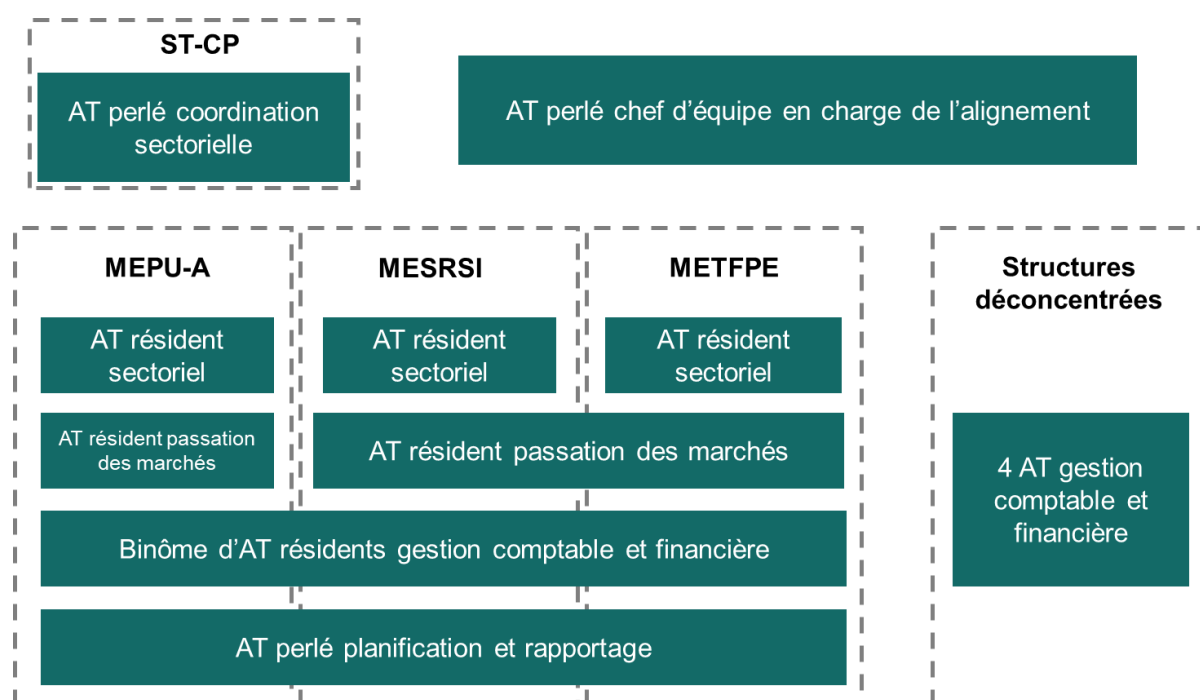 ST-CP
AT perlé coordination
sectorielle
AT perlé chef d’équipe en charge de l’alignement
MEPU-A
MESRSI
METFPE
Structures
déconcentrées
AT résident
sectoriel
AT résident
sectoriel
AT résident
sectoriel
AT résident passation
des marchés
AT résident passation des marchés
4 AT gestion
comptable et
financière
Binôme d’AT résidents gestion comptable et financière
AT perlé planification et rapportage